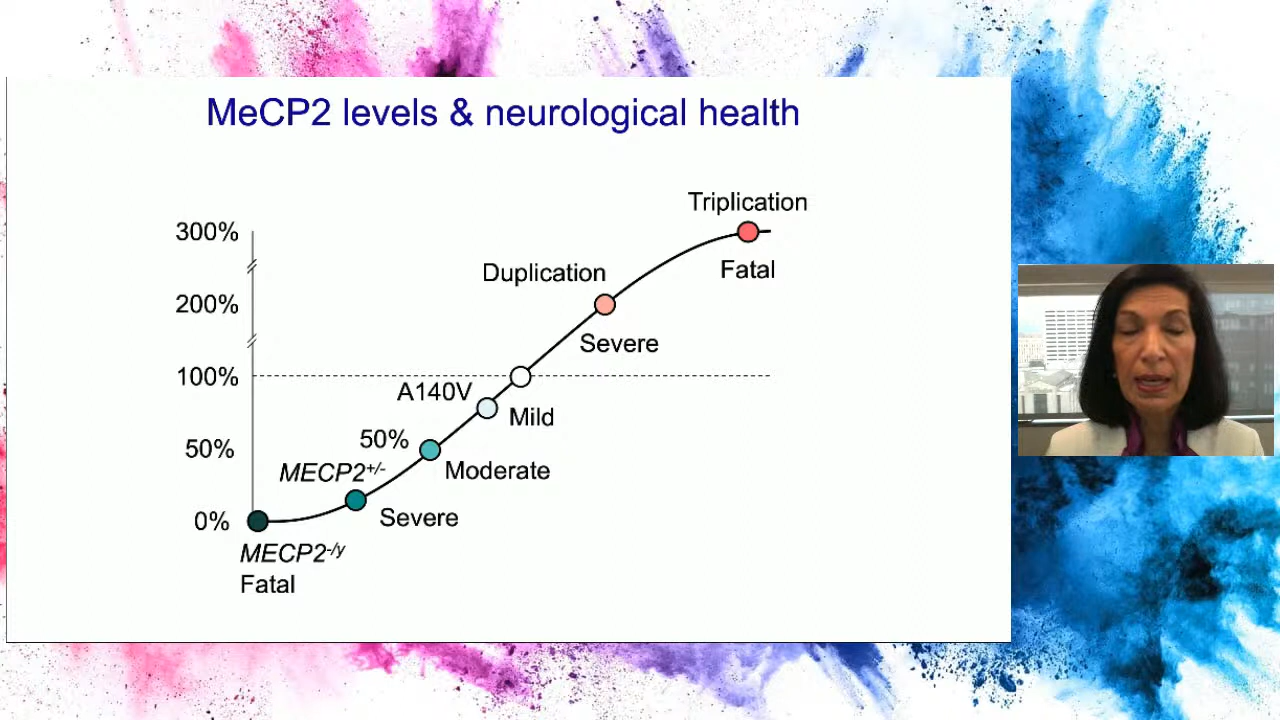 MeCP2 levels & neurological health
Triplication
300%
Fatal
Duplication
200%
Severe
100%
A140V
Mild
50%
50%
MECP2+/-
Moderate
Severe
0%
MECP2-/y
Fatal